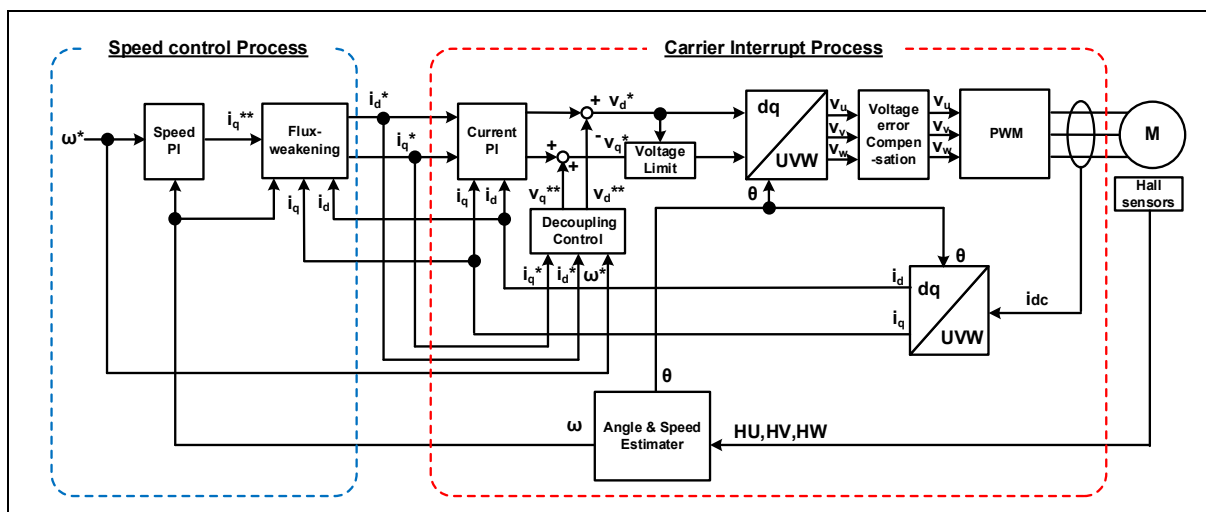 Speed control Process
Carrier Interrupt Process
ω*
Speed
PI
iq**
Flux-
weakening
id*
iq*
Current
PI
+
vd*
-
+
+
vq*
Voltage
Limit
dq
UVW
vu
vv
vw
Voltage
error
Compen
-sation
vu
vv
vw
PWM
M
Hall
sensors
iq
id
iq
id
vq**
vd**
Decoupling
Control
iq*
id*
ω*
θ
θ
id
iq
dq
UVW
idc
θ
ω
Angle & Speed
Estimater
HU,HV,HW